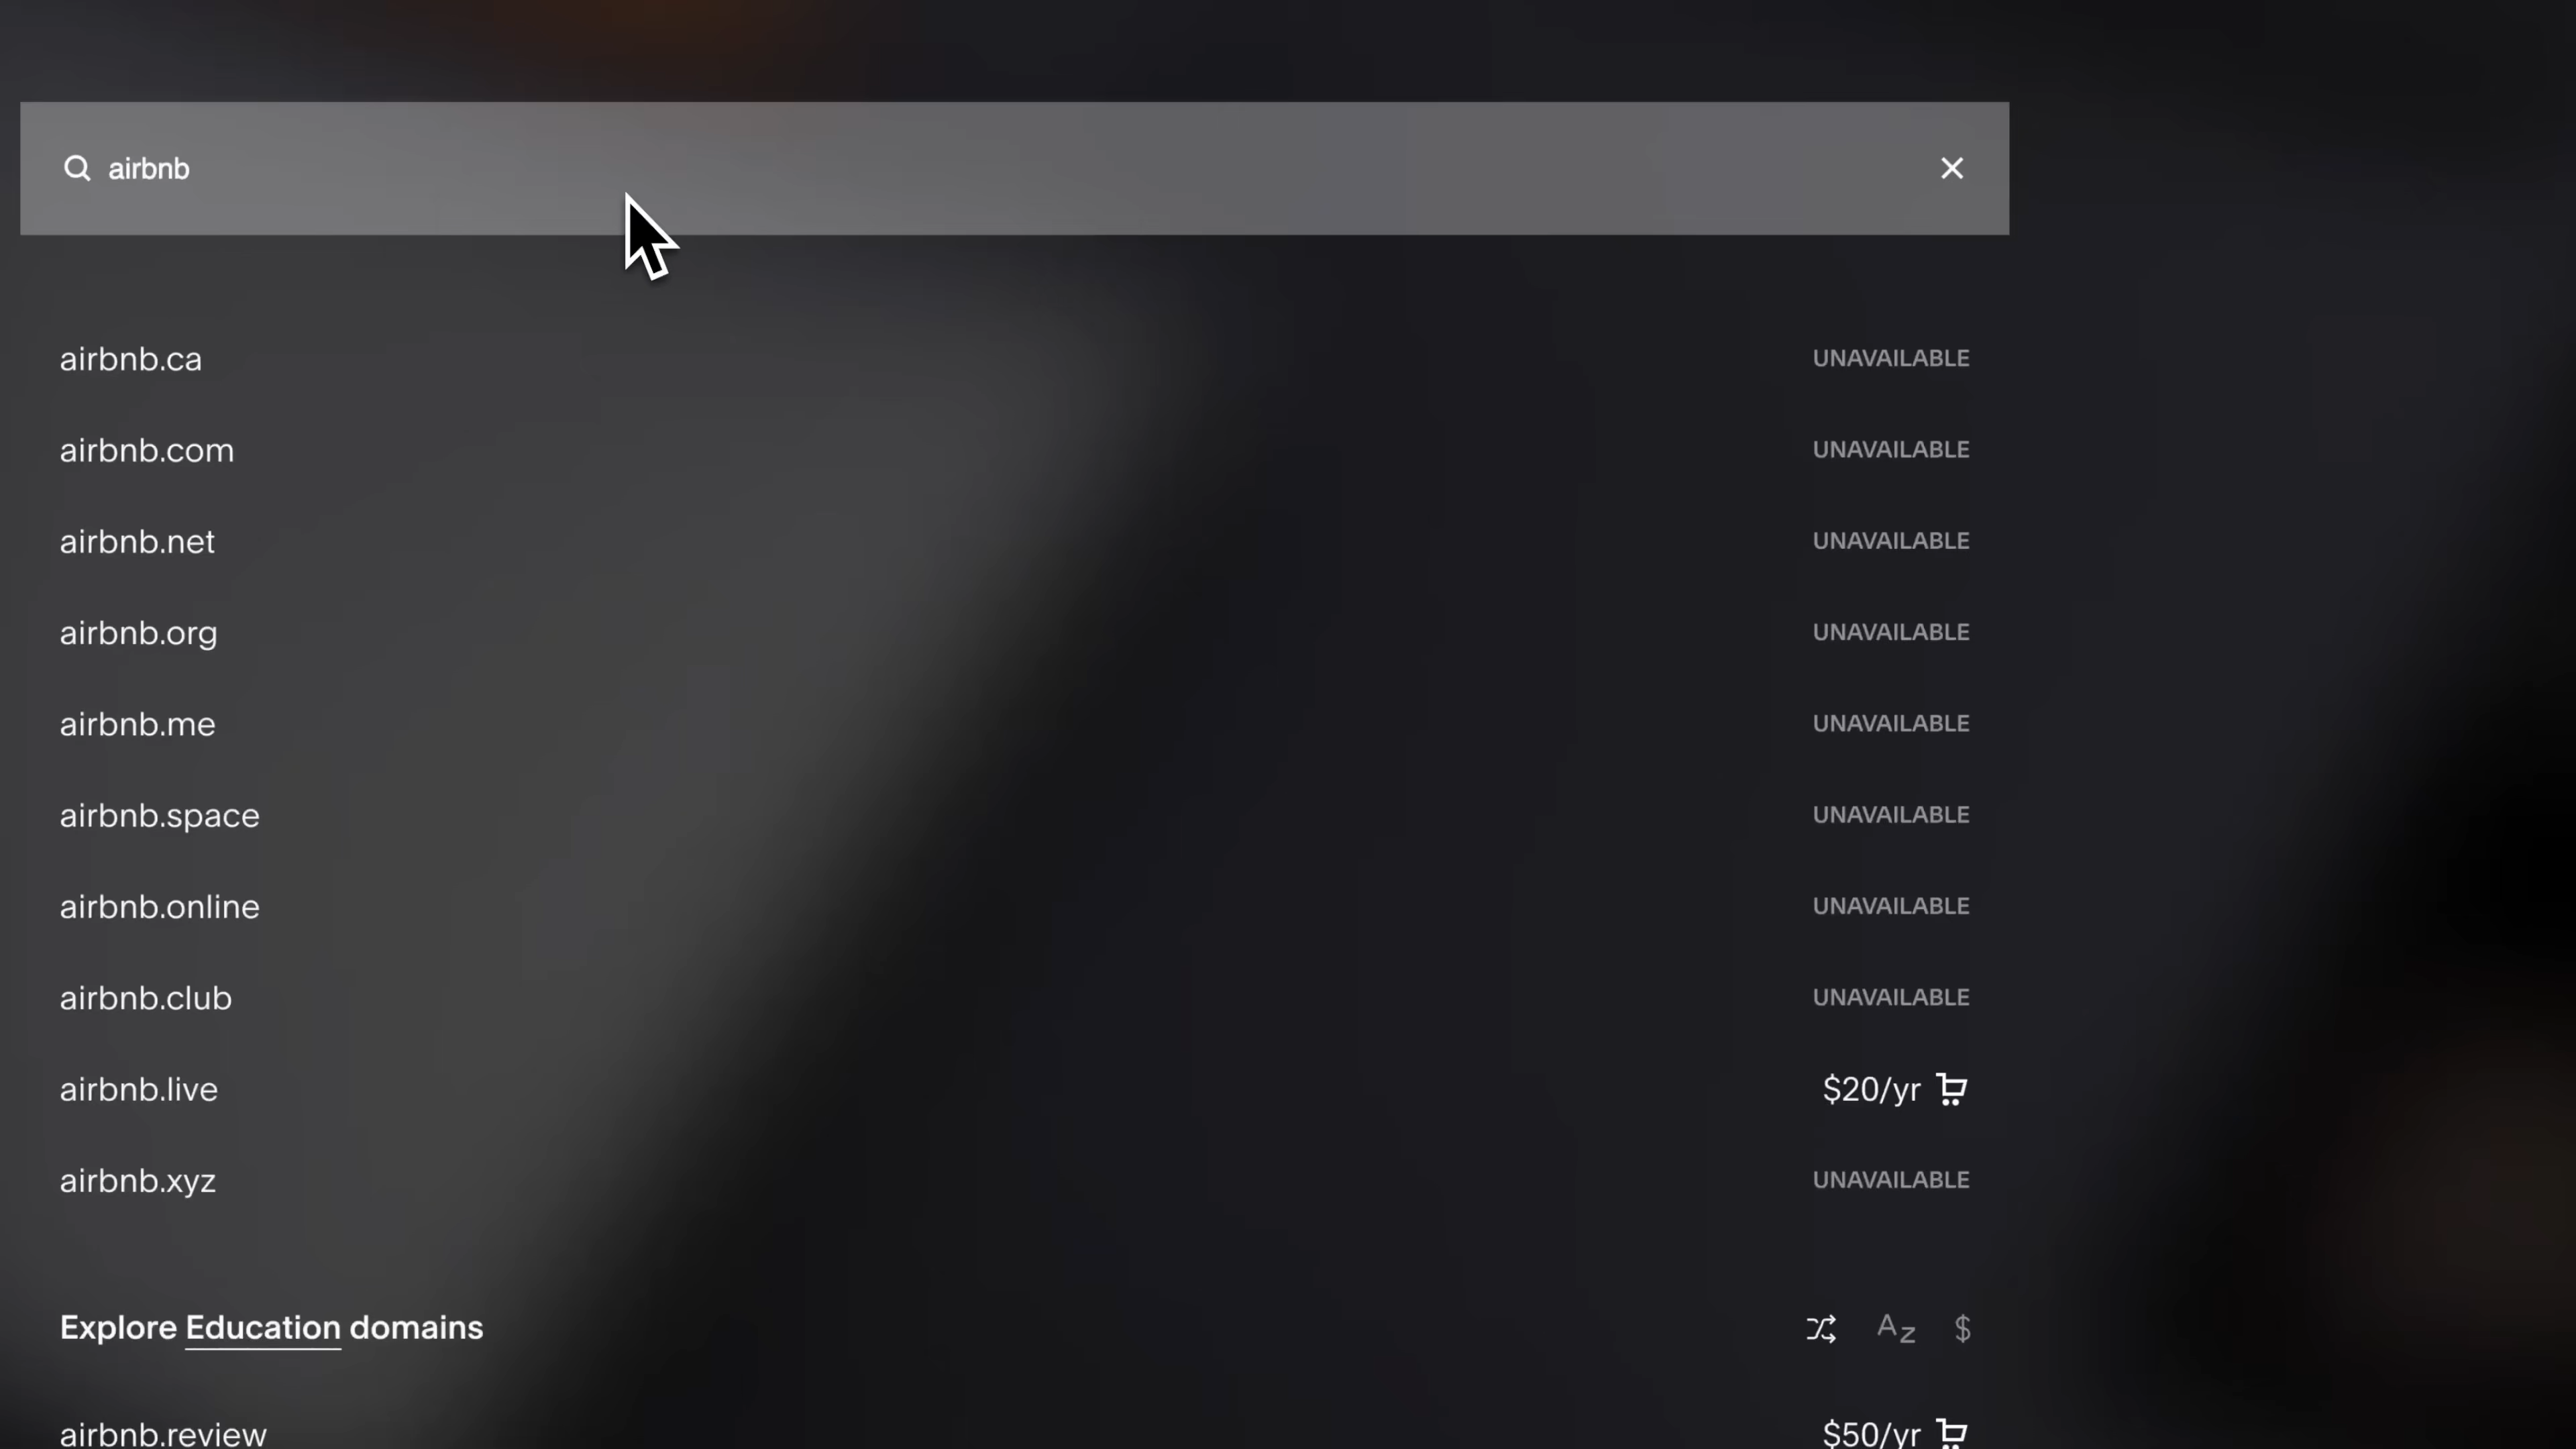 airbnb
airbnb.ca UNAVAILABLE
airbnb.com UNAVAILABLE
airbnb.net UNAVAILABLE
airbnb.org UNAVAILABLE
airbnb.me UNAVAILABLE
airbnb.space UNAVAILABLE
airbnb.online UNAVAILABLE
airbnb.club UNAVAILABLE
airbnb.live $20/yr
airbnb.xyz UNAVAILABLE
Explore Education domains AZ $
airbnb.review $50/yr